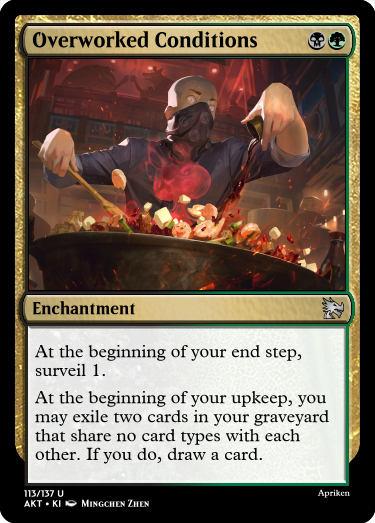 Overworked Conditions
Enchantment
At the beginning of your end step,
surveil 1.
At the beginning of your upkeep, you
may exile two cards in your graveyard
that share no card types with each
other. If you do, draw a card.
113/137 U
Apriken
AKT • KI Mingchen Zhen